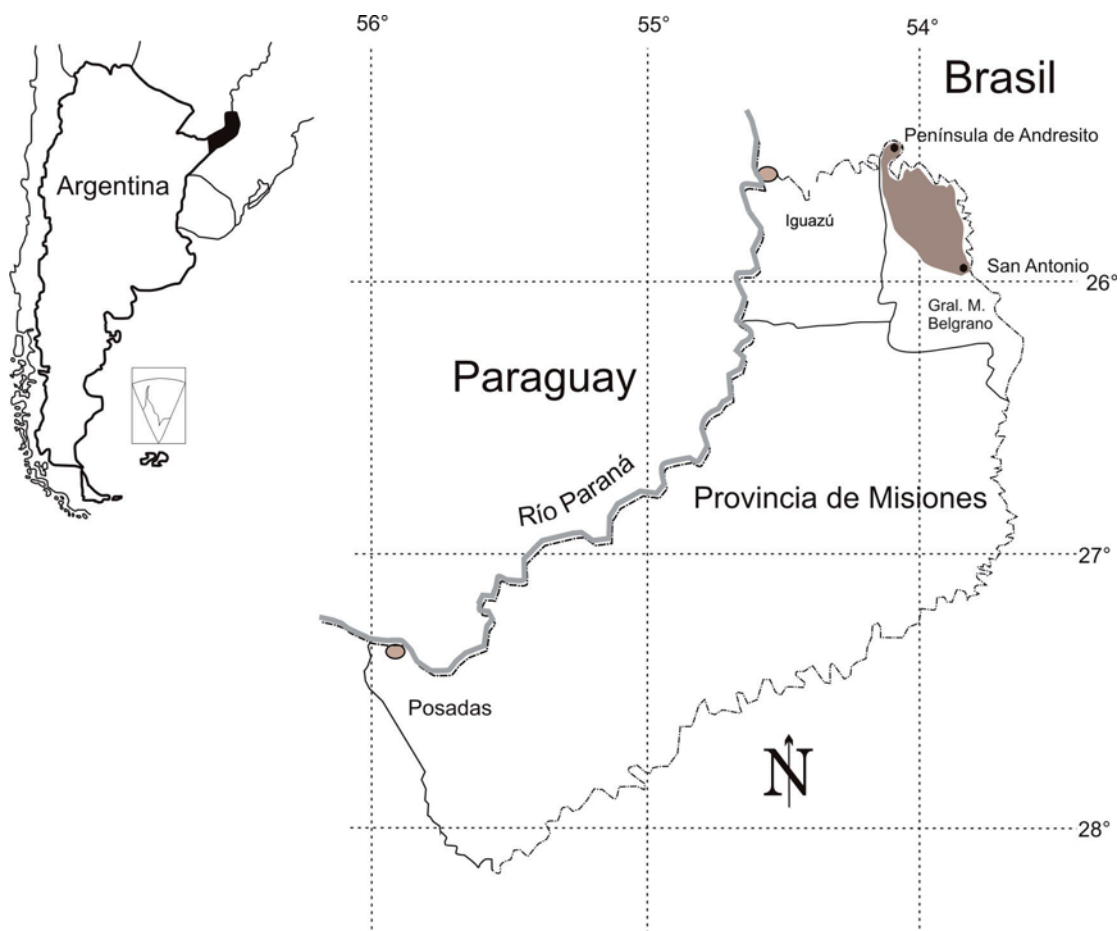 56°
55°
54°
Brasil
Península de Andresito
Argentina
Iguazú
San Antonio
26°
Gral. M.
Belgrano
Paraguay
Río Paraná
Provincia de Misiones
27°
Posadas
N
28°